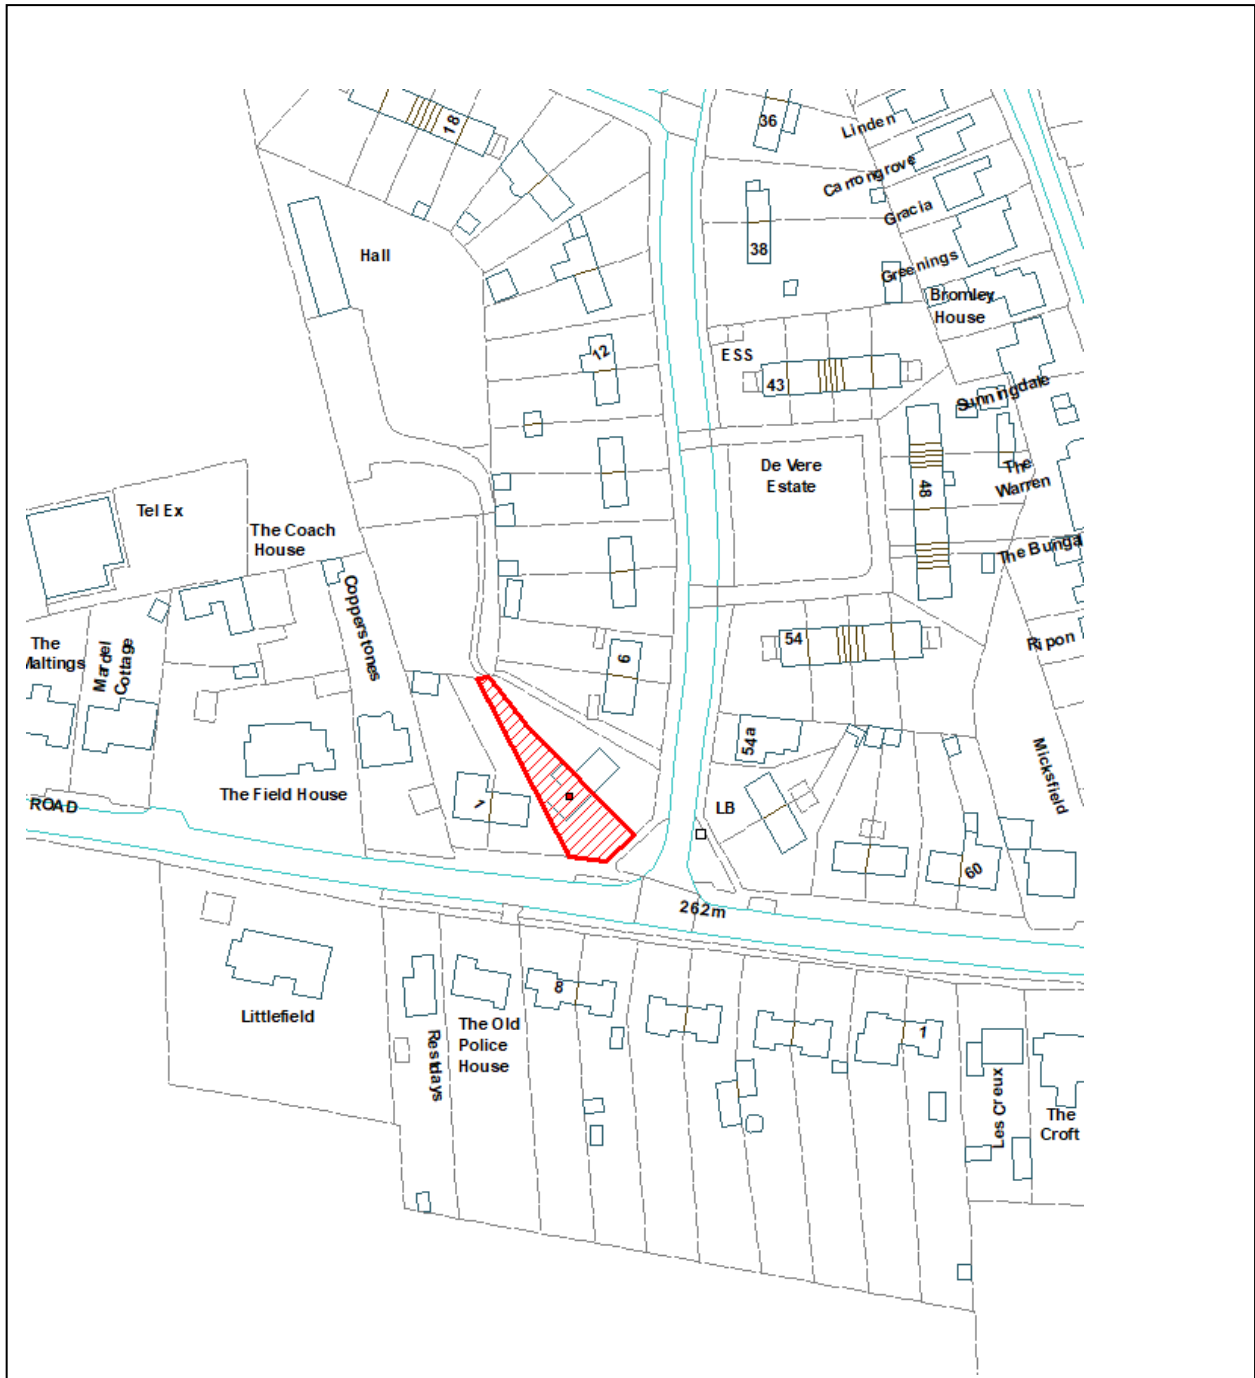 18
36
Linden
Carrongrove
Gracia
Hall
38
Greenings
Bromley
House
12
ESS
43
Sunningdale
De Vere
Estate
48
The
Warren
Tel Ex
The Coach
House
The Bunga
Copperstones
54
Ripon
The
Maltings
Mardel
Cottage
6
54a
Micksfield
The Field House
1
ROAD
LB
60
262m
8
Littlefield
Restdays
The Old
Police
House
1
Les Creux
The
Croft